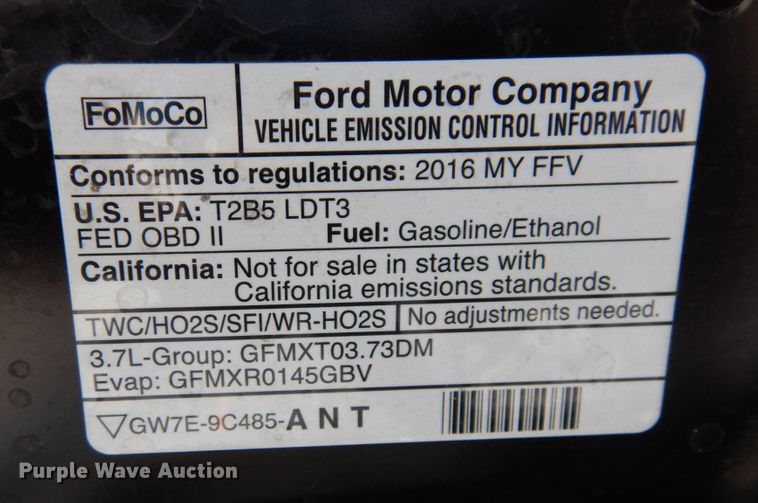 FoMoCo
Ford Motor Company
VEHICLE EMISSION CONTROL INFORMATION
Conforms to regulations: 2016 MY FFV
U.S. EPA: T2B5 LDT3
FED OBD II Fuel: Gasoline/Ethanol
California: Not for sale in states with
California emissions standards.
TWC/HO2S/SFI/WR-HO2S No adjustments needed.
3.7L-Group: GFMXT03.73DM
Evap: GFMXR0145GBV
GW7E-9C485-ANT
Purple Wave Auction